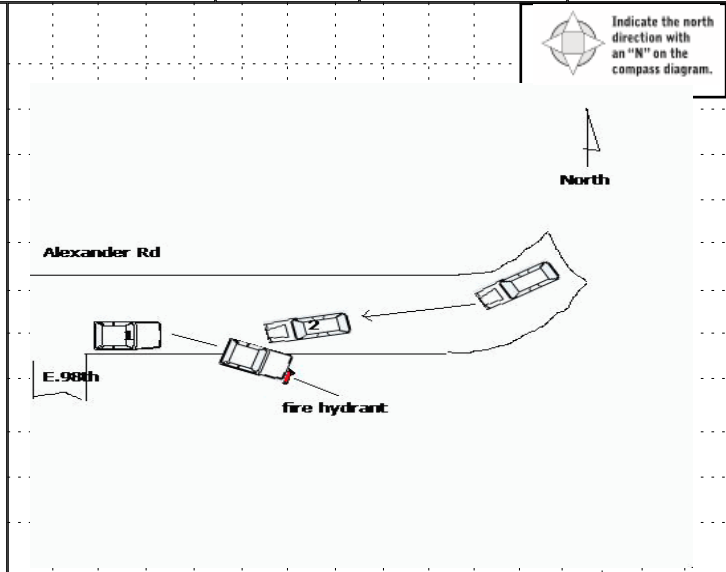 Indicate the north
direction with
an “N” on the
compass diagram.
North
Alexander Rd
1
2
E.98th
fire hydrant